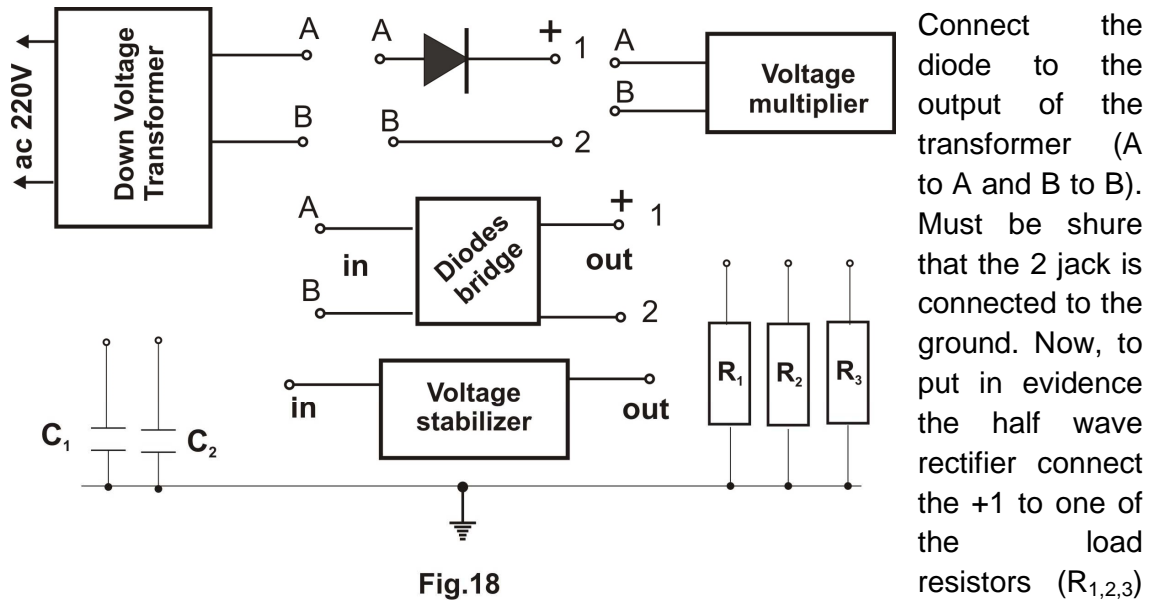 ac 220V
Down Voltage
Transformer
A
B
A
B
+
1
2
A
B
Voltage
multiplier
A
B
in
Diodes
bridge
+
1
out
2
in
Voltage
stabilizer
out
C₁
C₂
R₁
R₂
R₃
Fig.18
Connect the
diode to the
output of the
transformer (A
to A and B to B).
Must be shure
that the 2 jack is
connected to the
ground. Now, to
put in evidence
the half wave
rectifier connect
the +1 to one of
the load
resistors (R₁,₂,₃)